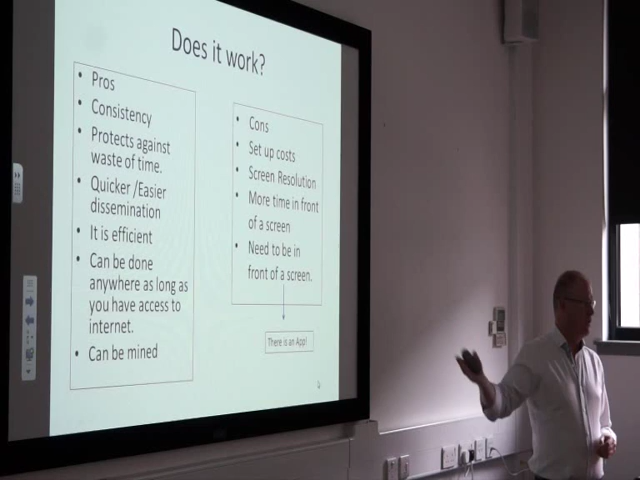 Does it work?
Pros
Consistency
Protects against
waste of time.
Quicker /Easier
dissemination
It is efficient
Can be done
anywhere as long as
you have access to
internet.
Can be mined
Cons
Set up costs
Screen Resolution
More time in front
of a screen
Need to be in
front of a screen.
There is an App!